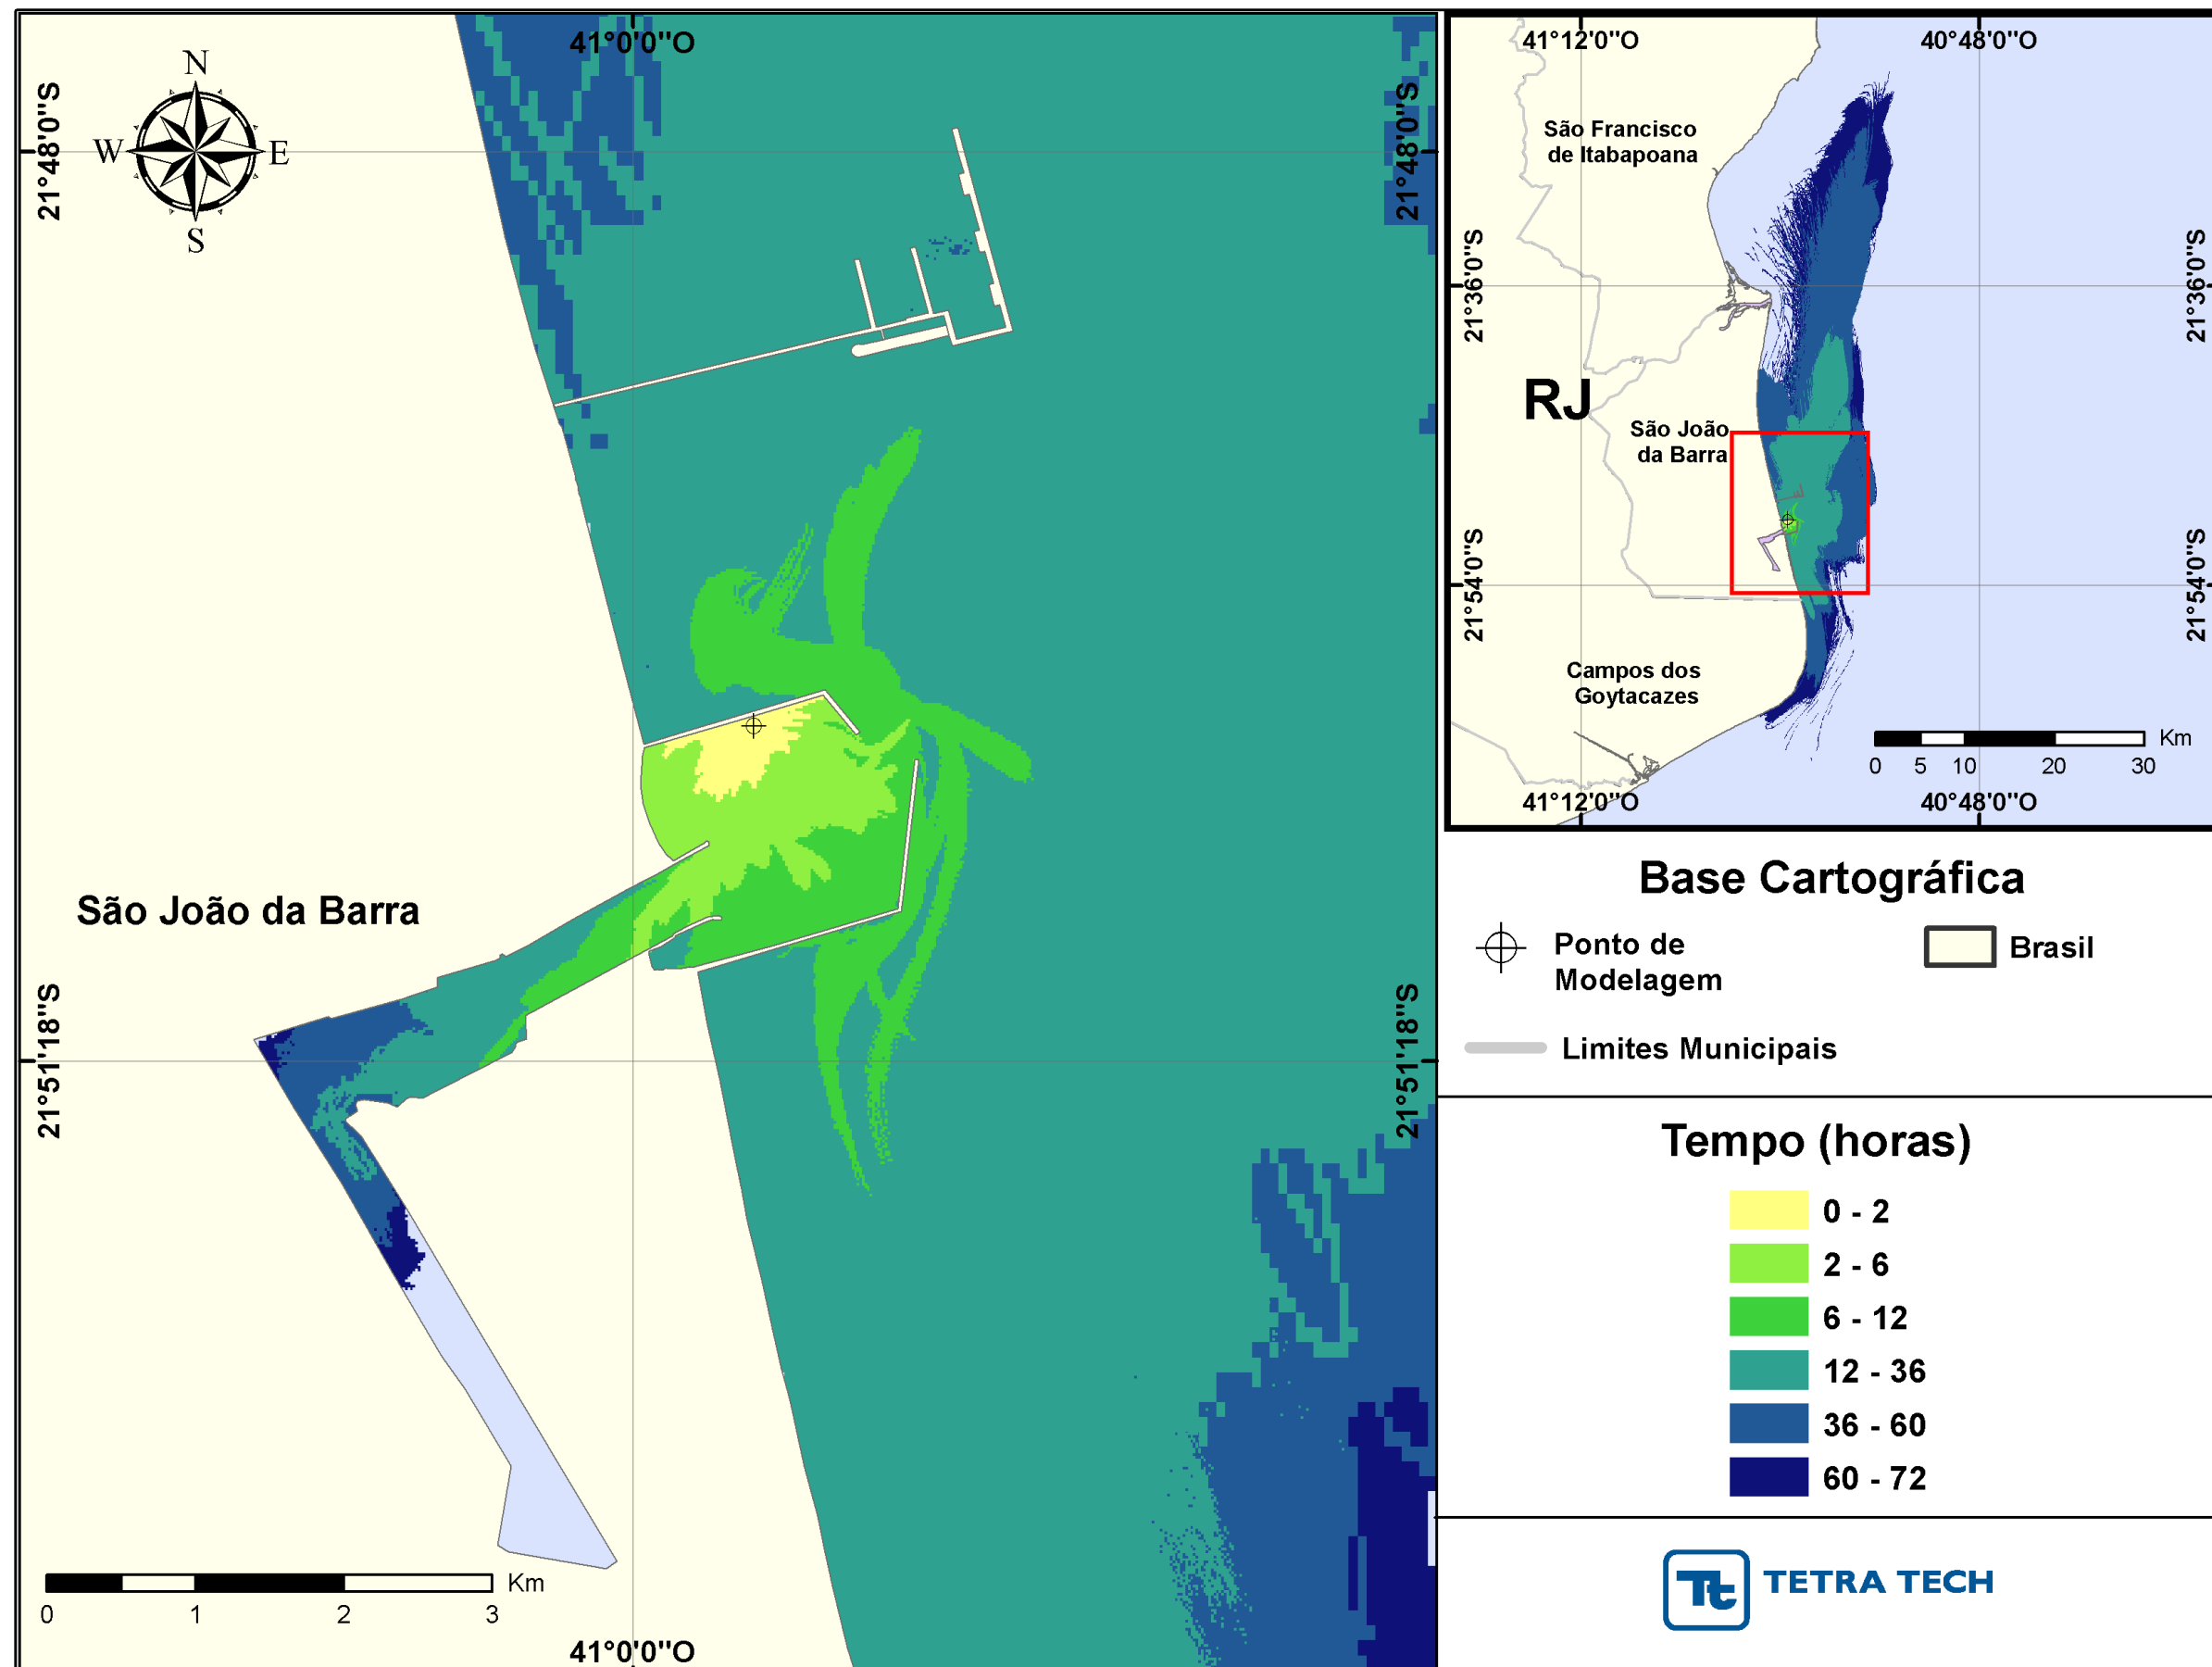 41°0'0"O
N
W
E
S
21°48'0"S
21°48'0"S
São João da Barra
21°51'18"S
21°51'18"S
Km
0
1
2
3
41°0'0"O
41°12'0"O
40°48'0"O
São Francisco
de Itabapoana
21°36'0"S
21°36'0"S
RJ
São João
da Barra
21°54'0"S
21°54'0"S
Campos dos
Goytacazes
Km
0
5
10
20
30
41°12'0"O
40°48'0"O
Base Cartográfica
Ponto de
Modelagem
Brasil
Limites Municipais
Tempo (horas)
0 - 2
2 - 6
6 - 12
12 - 36
36 - 60
60 - 72
Tt
TETRA TECH